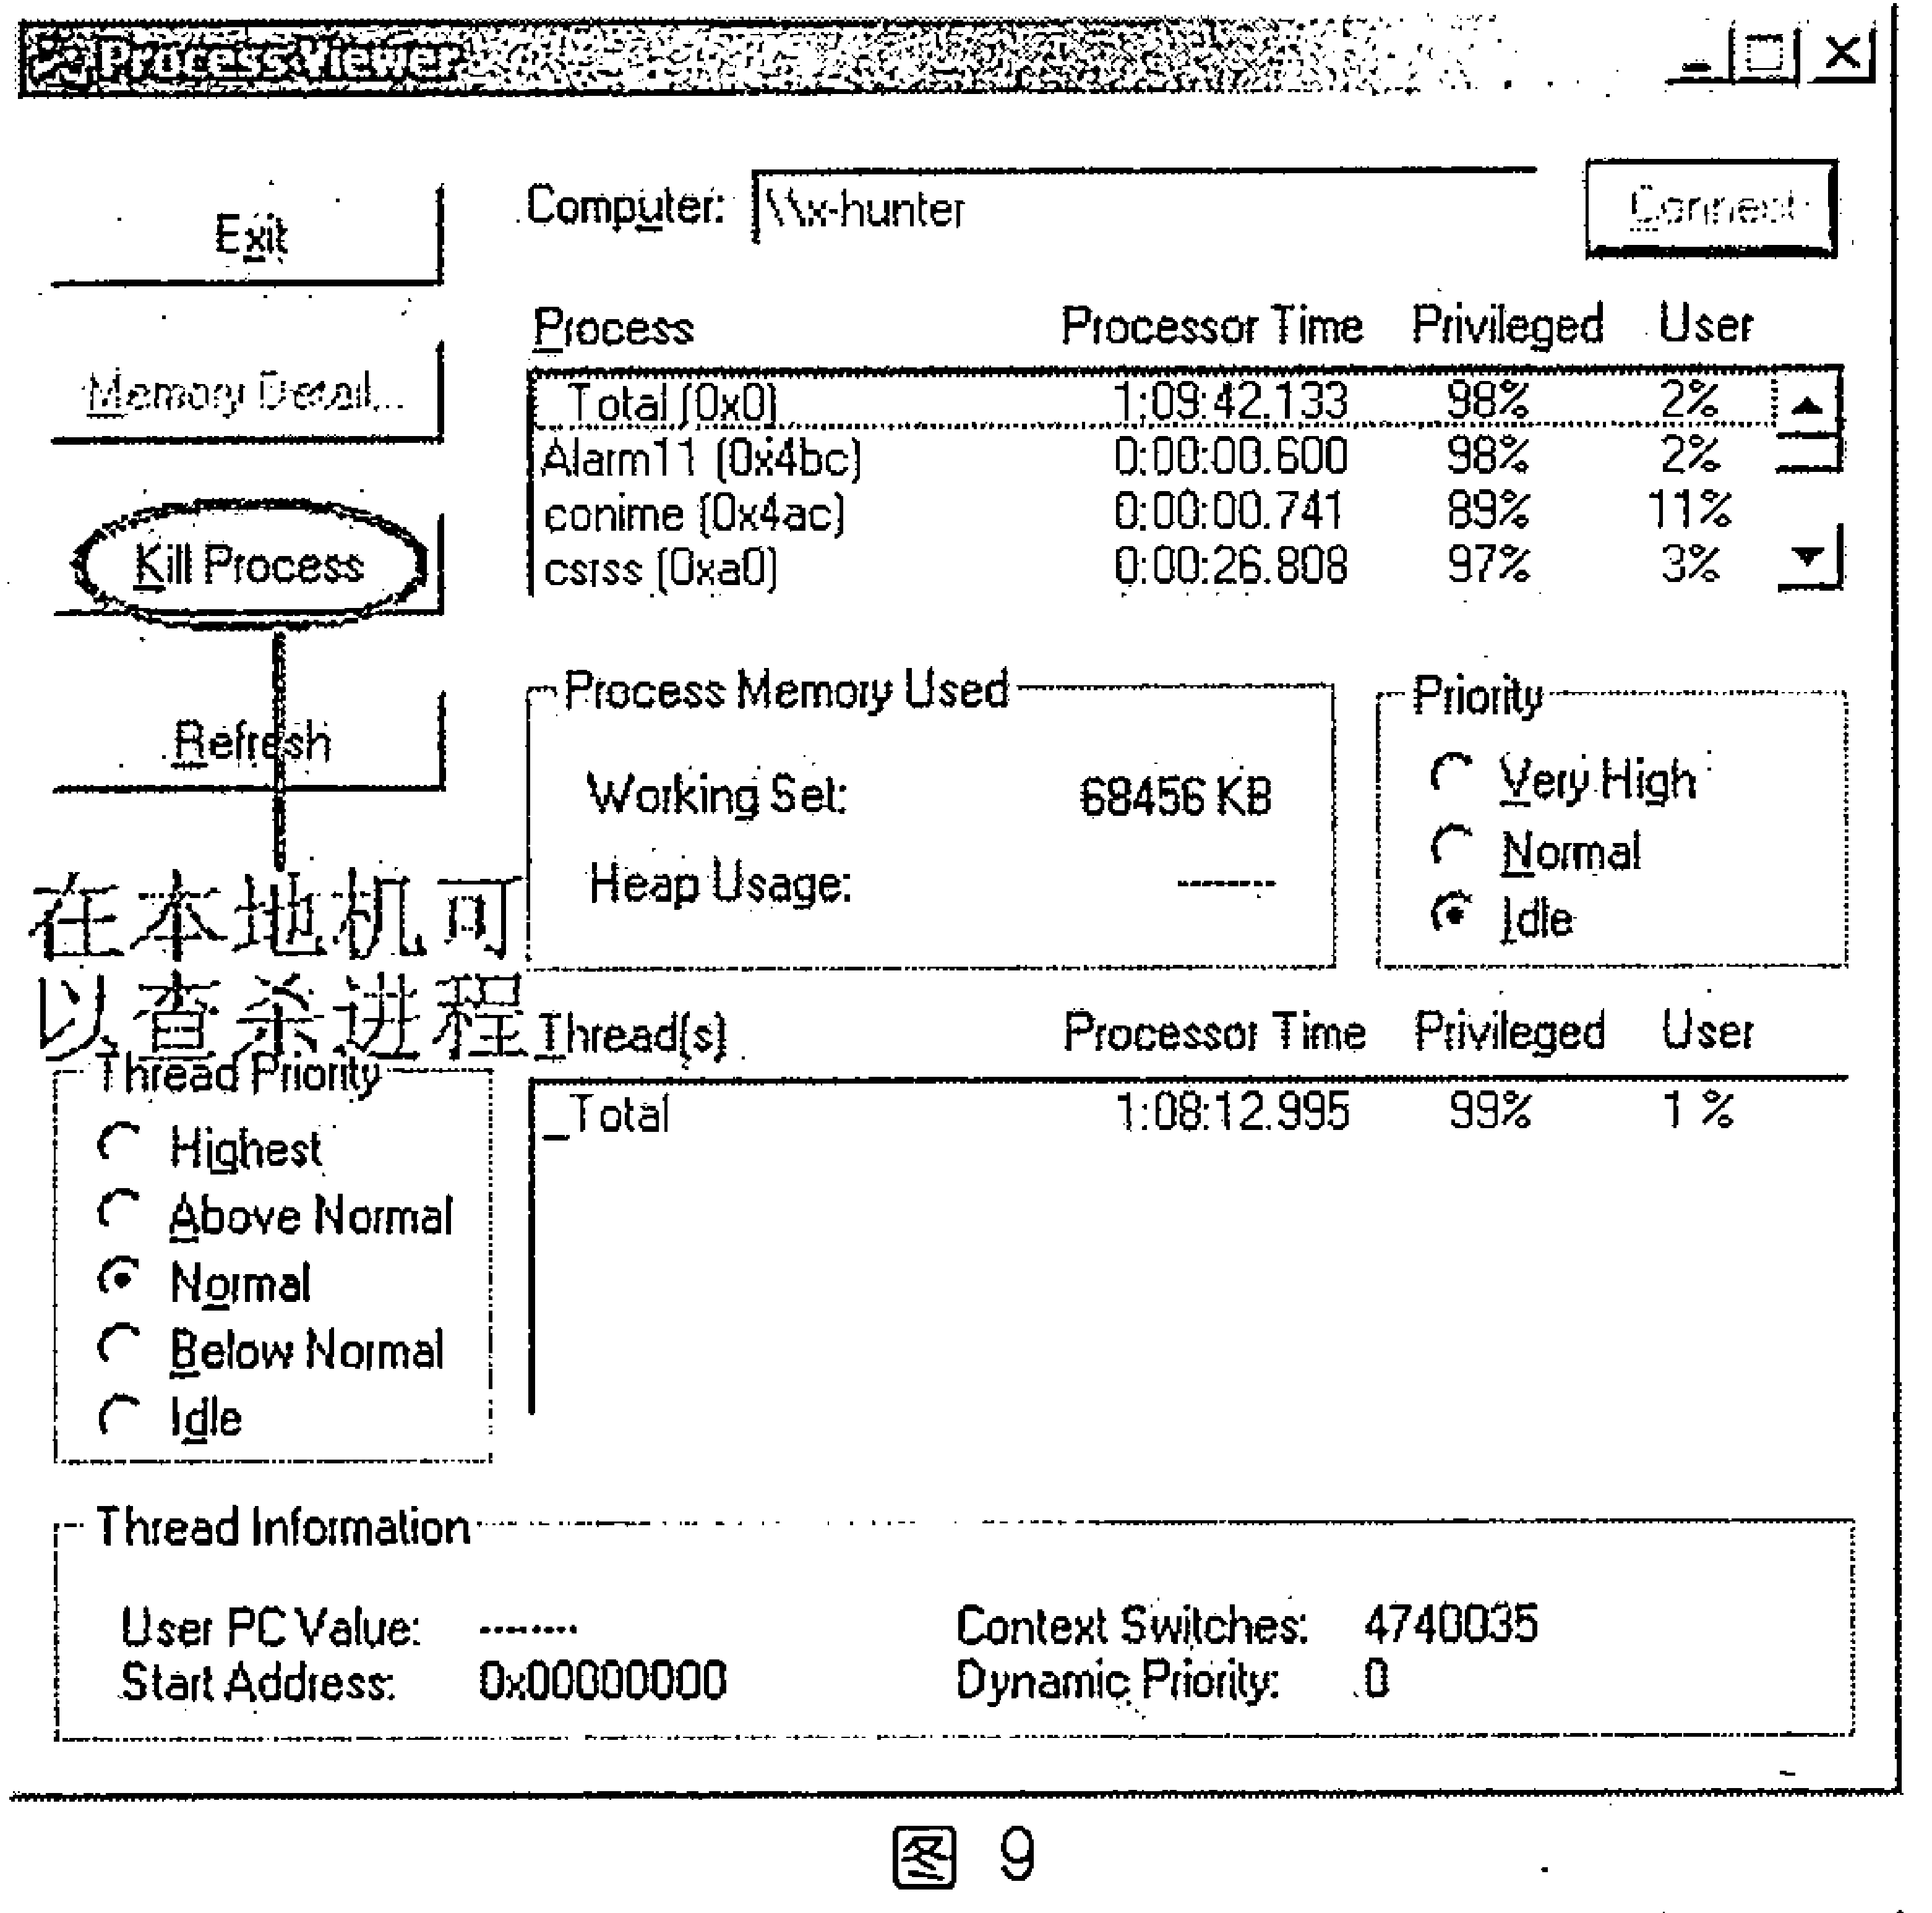 Process Viewer
Exit
Computer: \\x-hunter
Connect
Memory Detail...
Kill Process
Refresh
在本地机可
以查杀进程
Process Processor Time Privileged User
_Total (0x0) 1:09:42.133 98% 2%
Alarm11 (0x4bc) 0:00:00.600 98% 2%
conime (0x4ac) 0:00:00.741 89% 11%
csrss (0xa0) 0:00:26.808 97% 3%
Process Memory Used
Working Set: 68456 KB
Heap Usage: -------
Priority
Very High
Normal
Idle
Thread Priority
Highest
Above Normal
Normal
Below Normal
Idle
Thread(s) Processor Time Privileged User
_Total 1:08:12.995 99% 1 %
Thread Information
User PC Value: ------- Context Switches: 4740035
Start Address: 0x00000000 Dynamic Priority: 0
图 9